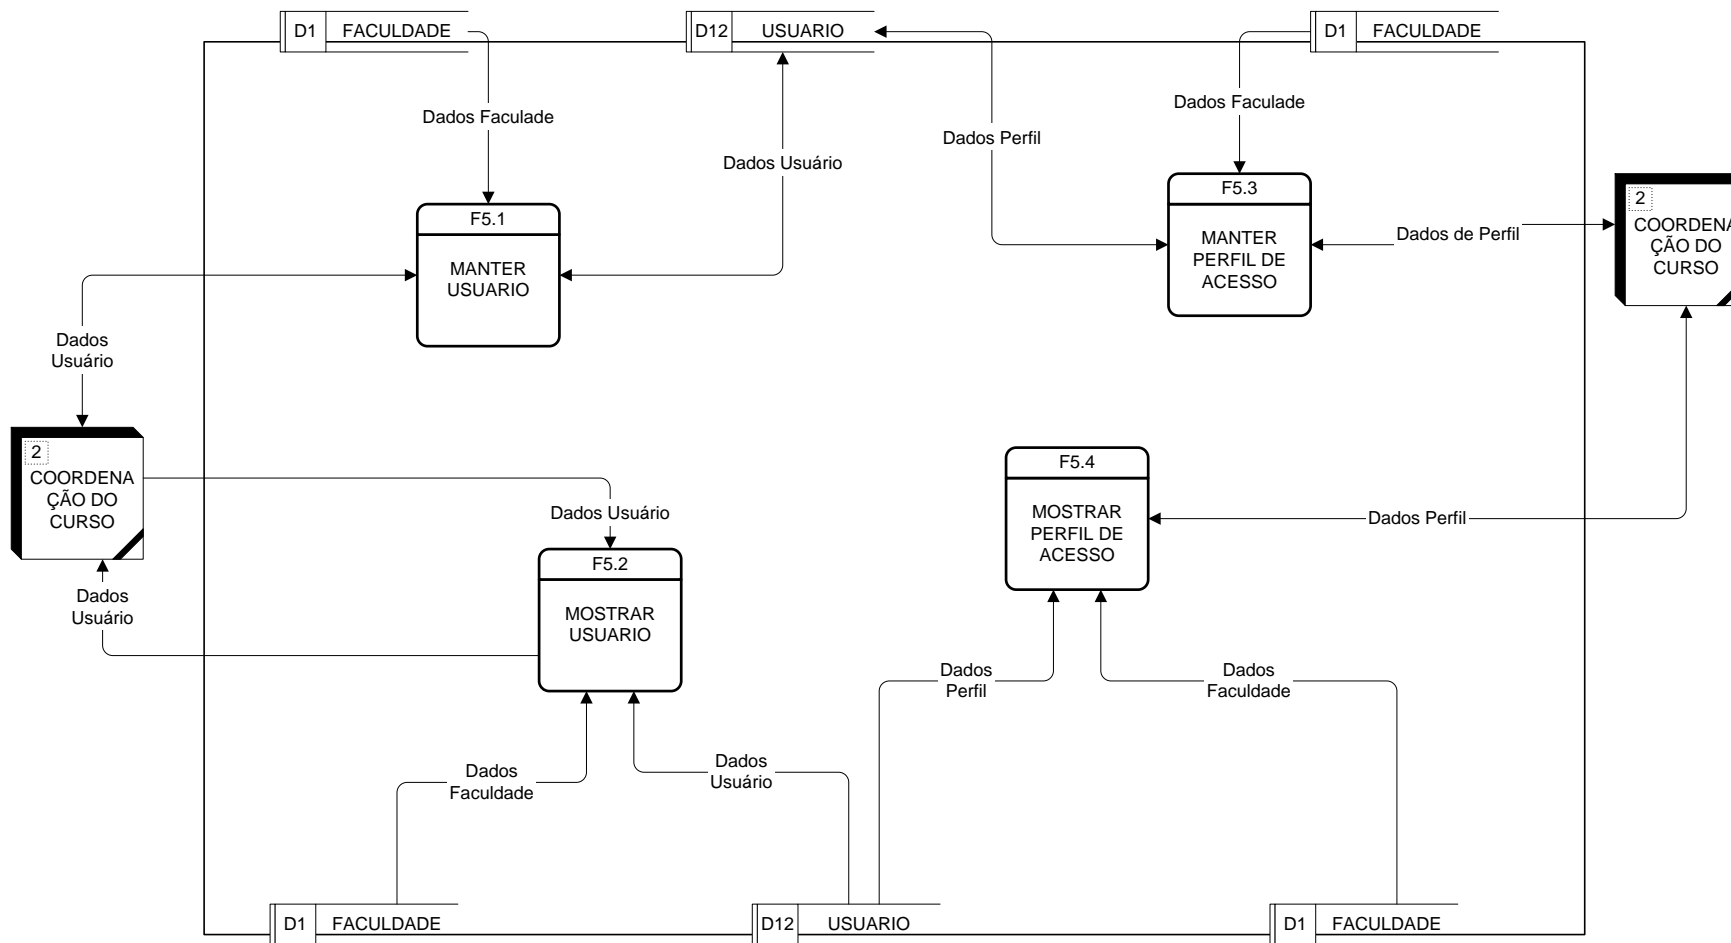 D1 FACULDADE
D12 USUARIO
D1 FACULDADE
Dados Faculade
Dados Faculade
Dados Perfil
Dados Usuário
F5.3
MANTER
PERFIL DE
ACESSO
2
COORDENA
ÇÃO DO
CURSO
Dados de Perfil
F5.1
MANTER
USUARIO
Dados
Usuário
2
COORDENA
ÇÃO DO
CURSO
Dados Usuário
F5.4
MOSTRAR
PERFIL DE
ACESSO
Dados Perfil
F5.2
MOSTRAR
USUARIO
Dados
Usuário
Dados
Perfil
Dados
Faculdade
Dados
Faculdade
Dados
Usuário
D1 FACULDADE
D12 USUARIO
D1 FACULDADE